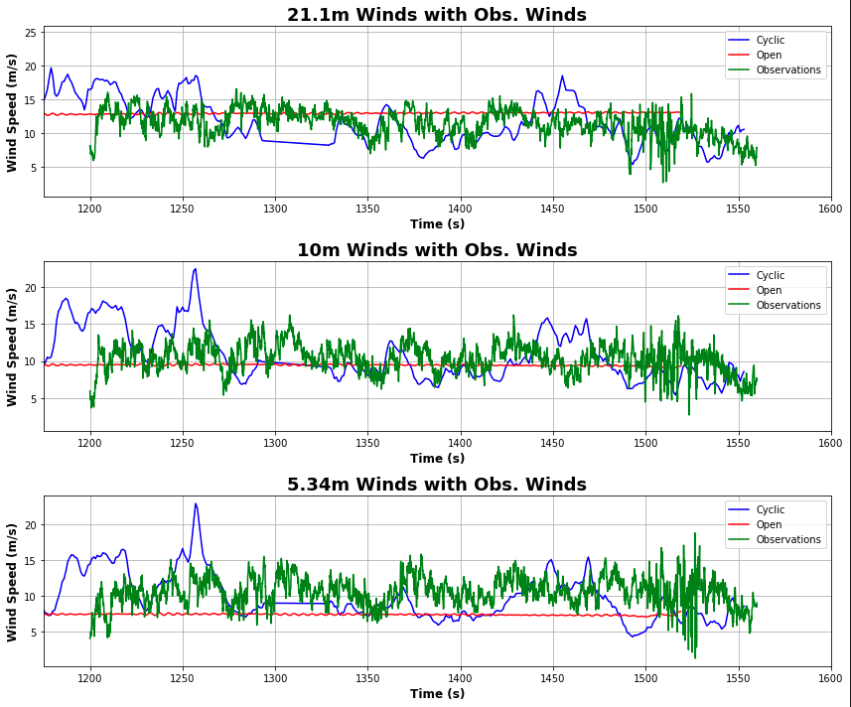 21.1m Winds with Obs. Winds
25
20
15
10
5
Wind Speed (m/s)
Cyclic
Open
Observations
1200 1250 1300 1350 1400 1450 1500 1550 1600
Time (s)
10m Winds with Obs. Winds
20
15
10
5
Wind Speed (m/s)
Cyclic
Open
Observations
1200 1250 1300 1350 1400 1450 1500 1550 1600
Time (s)
5.34m Winds with Obs. Winds
20
15
10
5
Wind Speed (m/s)
Cyclic
Open
Observations
1200 1250 1300 1350 1400 1450 1500 1550 1600
Time (s)